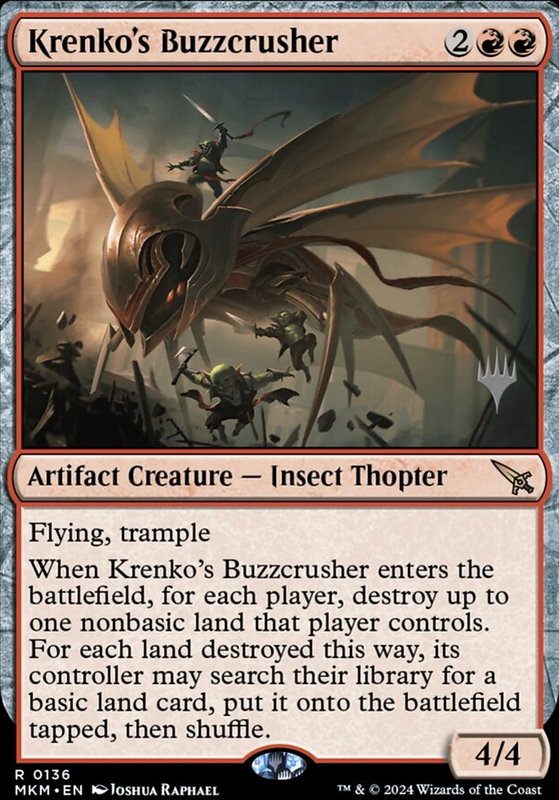 Krenko's Buzzcrusher 2
Artifact Creature — Insect Thopter
Flying, trample
When Krenko's Buzzcrusher enters the
battlefield, for each player, destroy up to
one nonbasic land that player controls.
For each land destroyed this way, its
controller may search their library for a
basic land card, put it onto the battlefield
tapped, then shuffle.
4/4
R 0136
MKM • EN Joshua Raphael
™ & © 2024 Wizards of the Coast